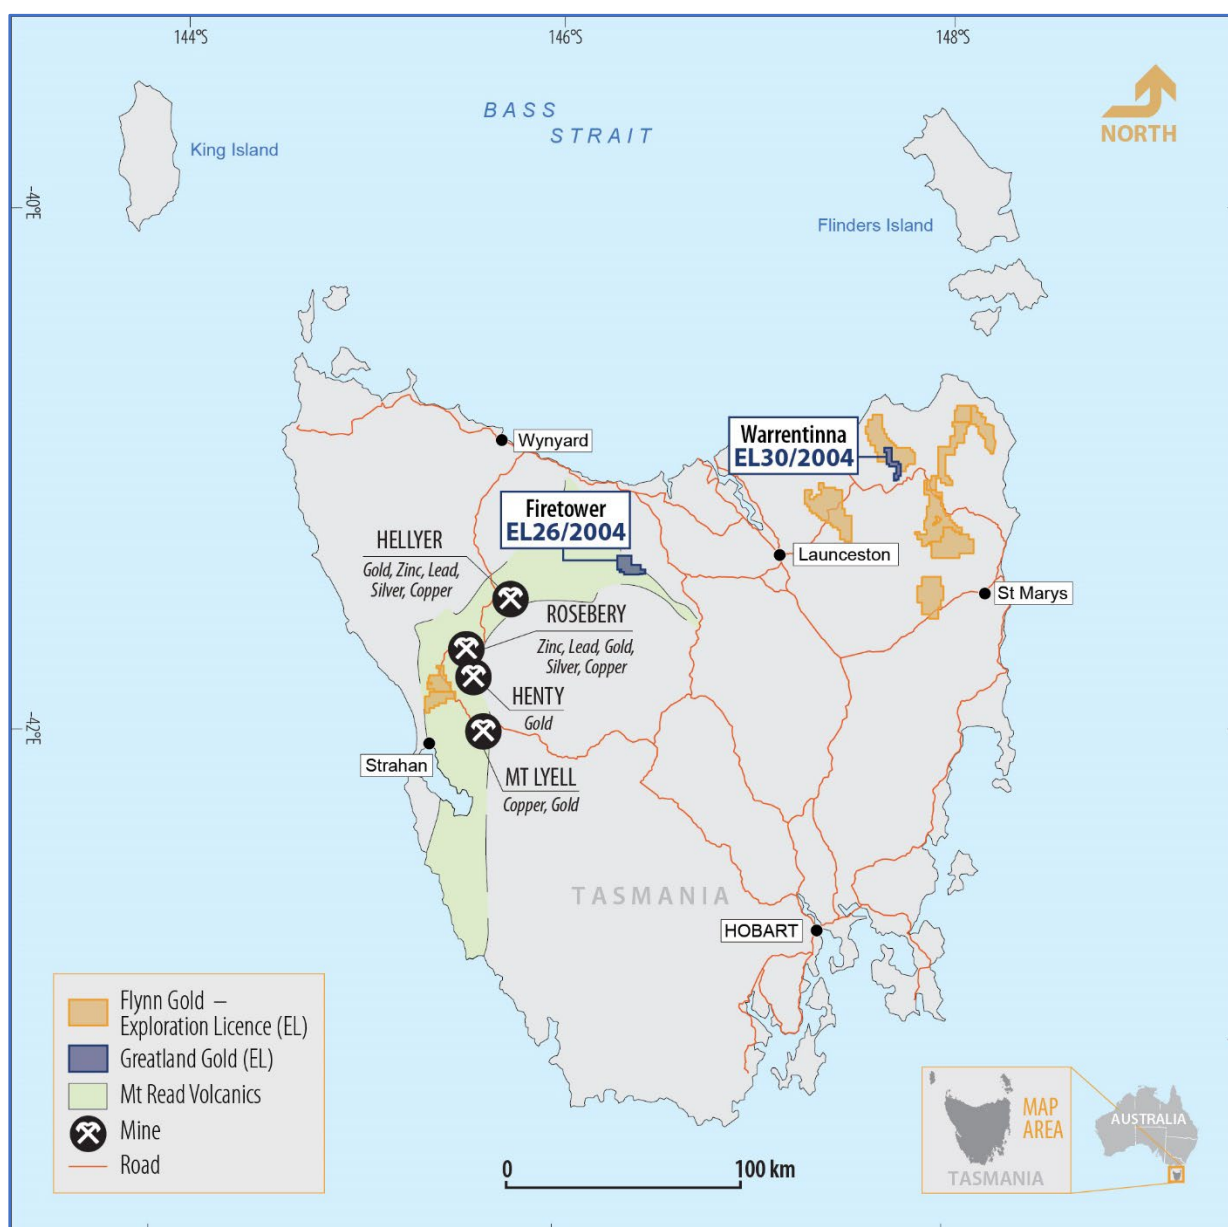 144°S
146°S
148°S
BASS
STRAIT
NORTH
King Island
-40°E
Flinders Island
Warrentinna
EL30/2004
Wynyard
Firetower
EL26/2004
HELLYER
Gold, Zinc, Lead,
Silver, Copper
Launceston
St Marys
ROSEBERY
Zinc, Lead, Gold,
Silver, Copper
HENTY
Gold
-42°E
Strahan
MT LYELL
Copper, Gold
TASMANIA
HOBART
Flynn Gold –
Exploration Licence (EL)
Greatland Gold (EL)
Mt Read Volcanics
Mine
Road
0
100 km
MAP
AREA
TASMANIA
AUSTRALIA